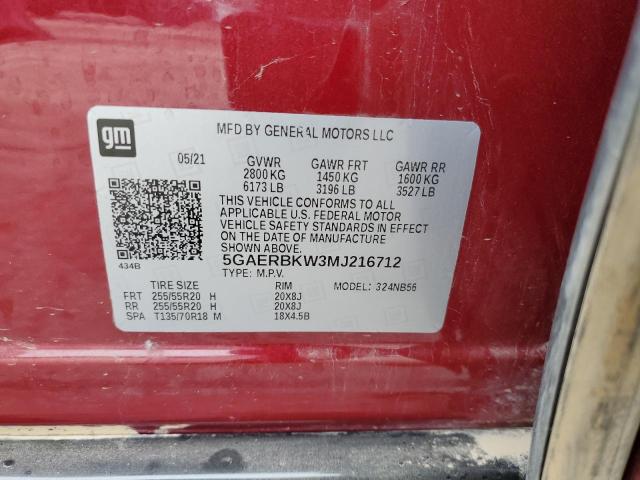 gm
MFD BY GENERAL MOTORS LLC
05/21 GVWR GAWR FRT GAWR RR
2800 KG 1450 KG 1600 KG
6173 LB 3196 LB 3527 LB
THIS VEHICLE CONFORMS TO ALL
APPLICABLE U.S. FEDERAL MOTOR
VEHICLE SAFETY STANDARDS IN EFFECT
ON THE DATE OF MANUFACTURE
SHOWN ABOVE.
434B
5GAERBKW3MJ216712
TYPE: M.P.V.
TIRE SIZE RIM MODEL: 324NB56
FRT 255/55R20 H 20X8J
RR 255/55R20 H 20X8J
SPA T135/70R18 M 18X4.5B